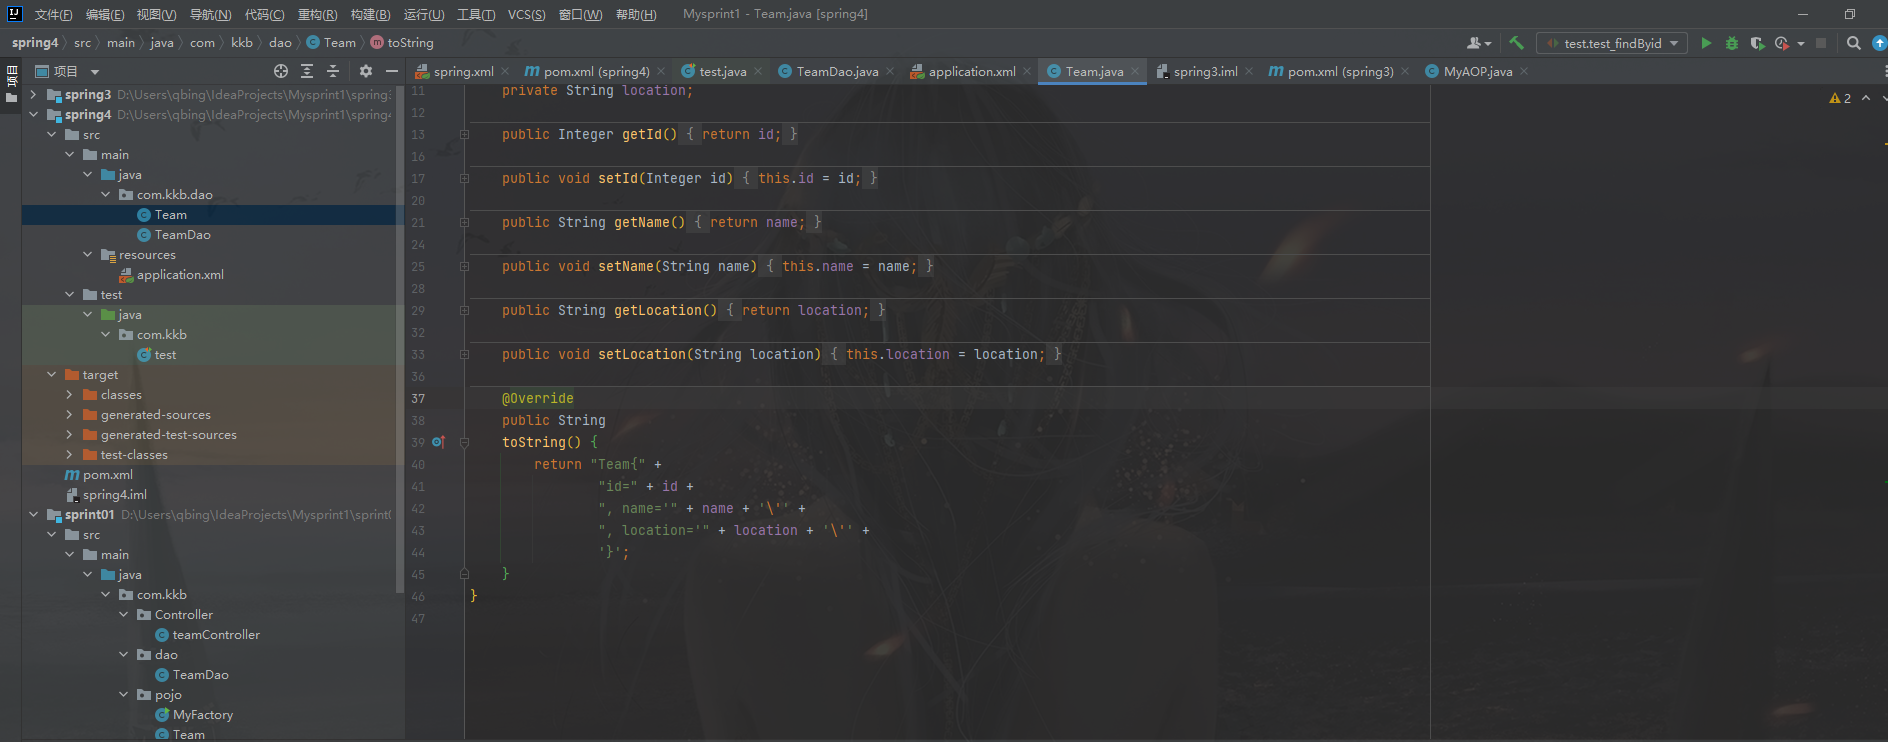 文件(F) 编辑(E) 视图(V) 导航(N) 代码(C) 重构(R) 构建(B) 运行(U) 工具(T) VCS(S) 窗口(W) 帮助(H) Mysprint1 - Team.java [spring4]
spring4 src main java com kkb dao Team toString test.test_findByid
项目
项目
spring.xml pom.xml (spring4) test.java TeamDao.java application.xml Team.java spring3.iml pom.xml (spring3) MyAOP.java
spring3 D:\Users\qbing\IdeaProjects\Mysprint1\spring3
spring4 D:\Users\qbing\IdeaProjects\Mysprint1\spring4
src
main
java
com.kkb.dao
Team
TeamDao
resources
application.xml
test
java
com.kkb
test
target
classes
generated-sources
generated-test-sources
test-classes
pom.xml
spring4.iml
sprint01 D:\Users\qbing\IdeaProjects\Mysprint1\sprint0
src
main
java
com.kkb
Controller
teamController
dao
TeamDao
pojo
MyFactory
Team
2
11 private String location;
12
13 public Integer getId() { return id; }
16
17 public void setId(Integer id) { this.id = id; }
20
21 public String getName() { return name; }
24
25 public void setName(String name) { this.name = name; }
28
29 public String getLocation() { return location; }
32
33 public void setLocation(String location) { this.location = location; }
36
37 @Override
38 public String
39 toString() {
40 return "Team{" +
41 "id=" + id +
42 ", name='" + name + '\'' +
43 ", location='" + location + '\'' +
44 '}';
45 }
46 }
47